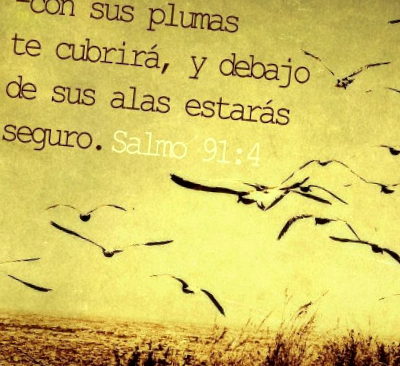 -con sus plumas
te cubrirá, y debajo
de sus alas estarás
seguro. Salmo 91:4